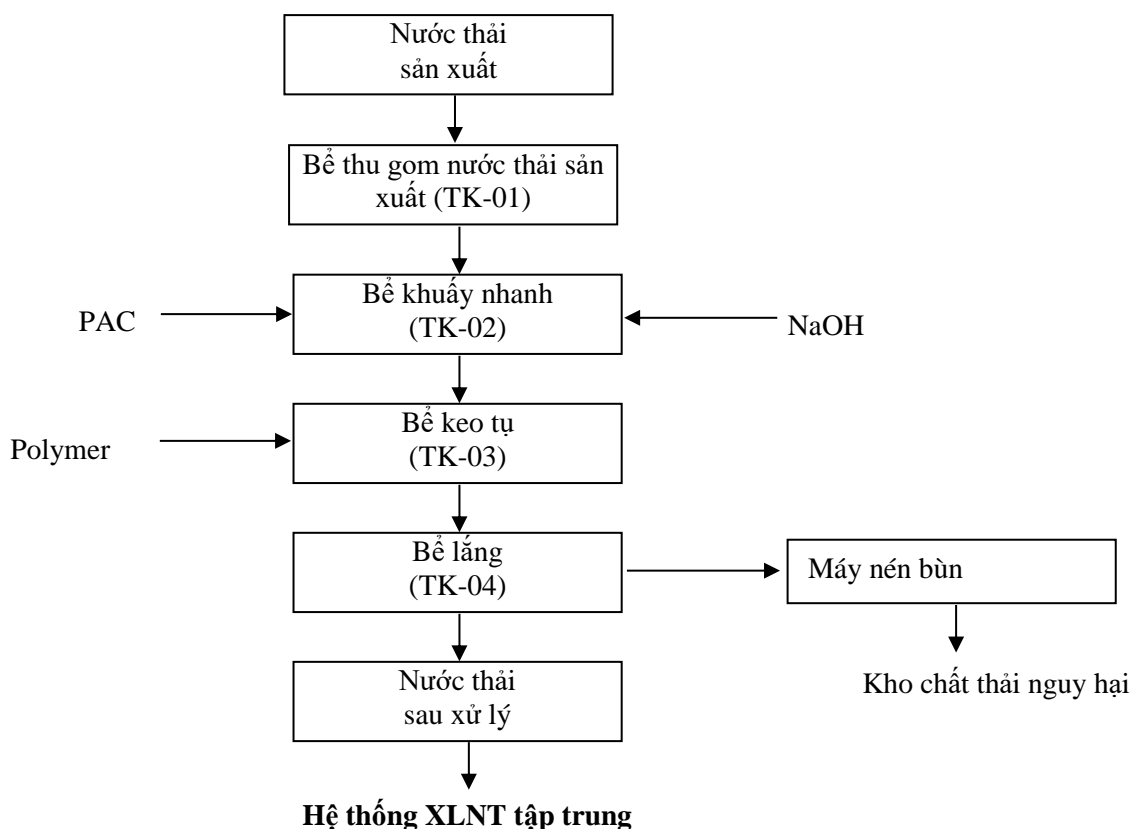 Nước thải
sản xuất
Bể thu gom nước thải sản
xuất (TK-01)
Bể khuấy nhanh
(TK-02)
PAC
NaOH
Bể keo tụ
(TK-03)
Polymer
Bể lắng
(TK-04)
Máy nén bùn
Nước thải
sau xử lý
Kho chất thải nguy hại
Hệ thống XLNT tập trung